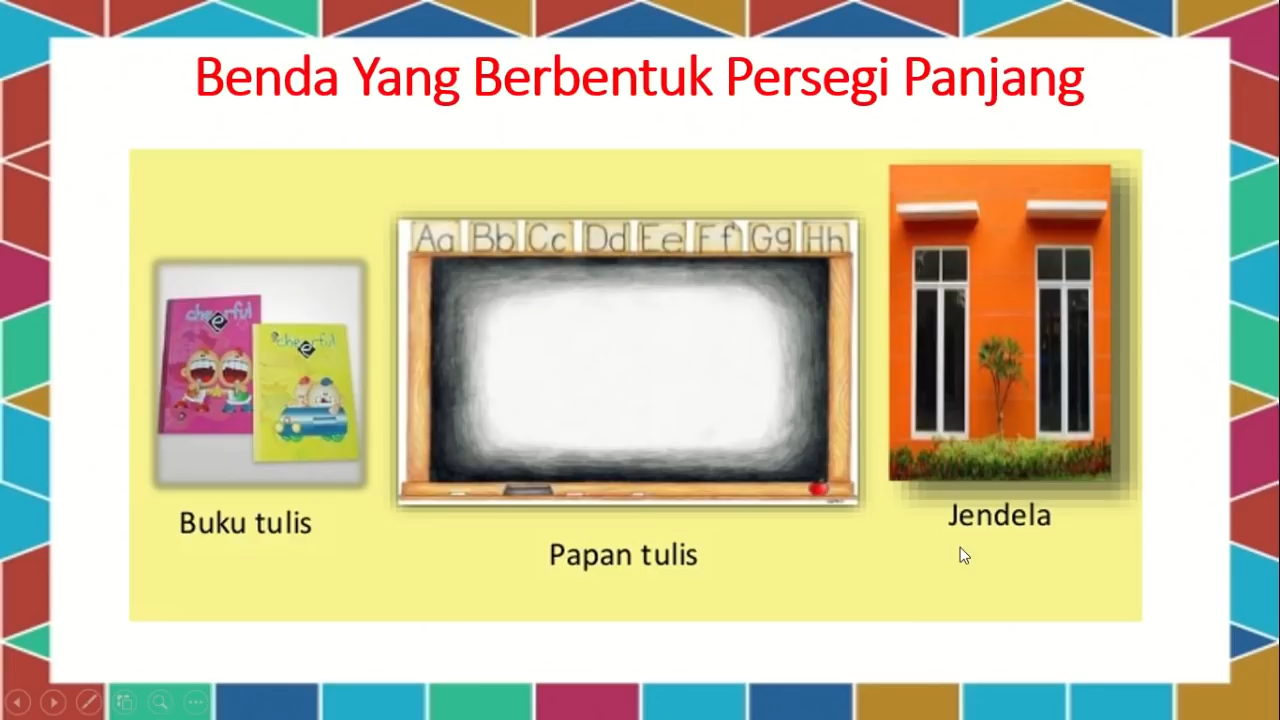 Benda Yang Berbentuk Persegi Panjang
Aa Bb Cc Dd Ee Ff Gg Hh
cheerful
cheerful
Buku tulis
Papan tulis
Jendela